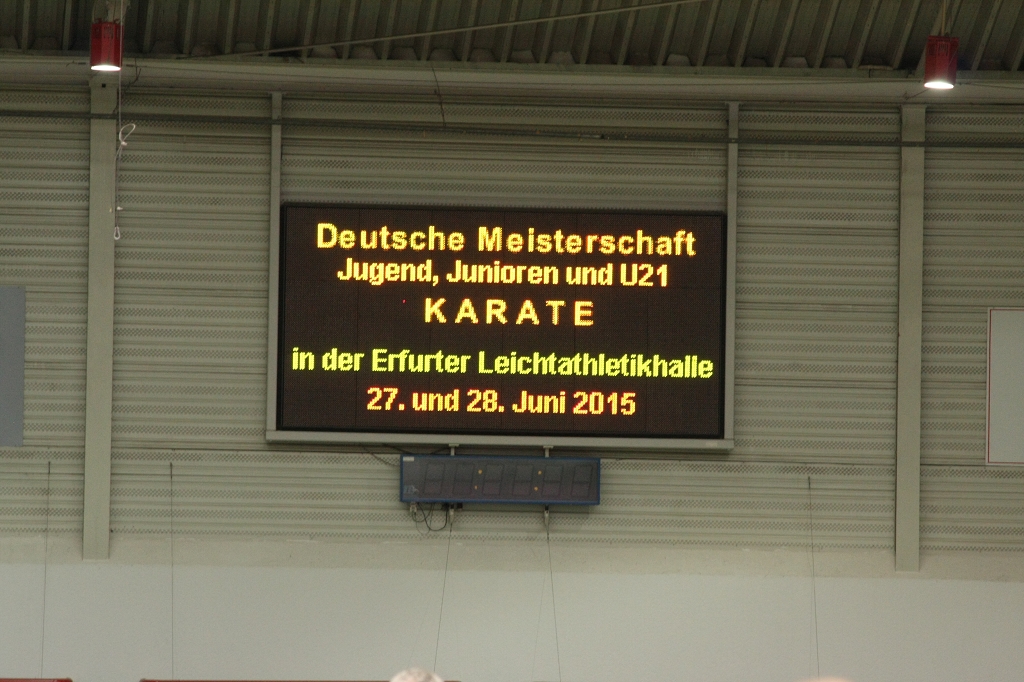 Deutsche Meisterschaft
Jugend, Junioren und U21
KARATE
in der Erfurter Leichtathletikhalle
27. und 28. Juni 2015